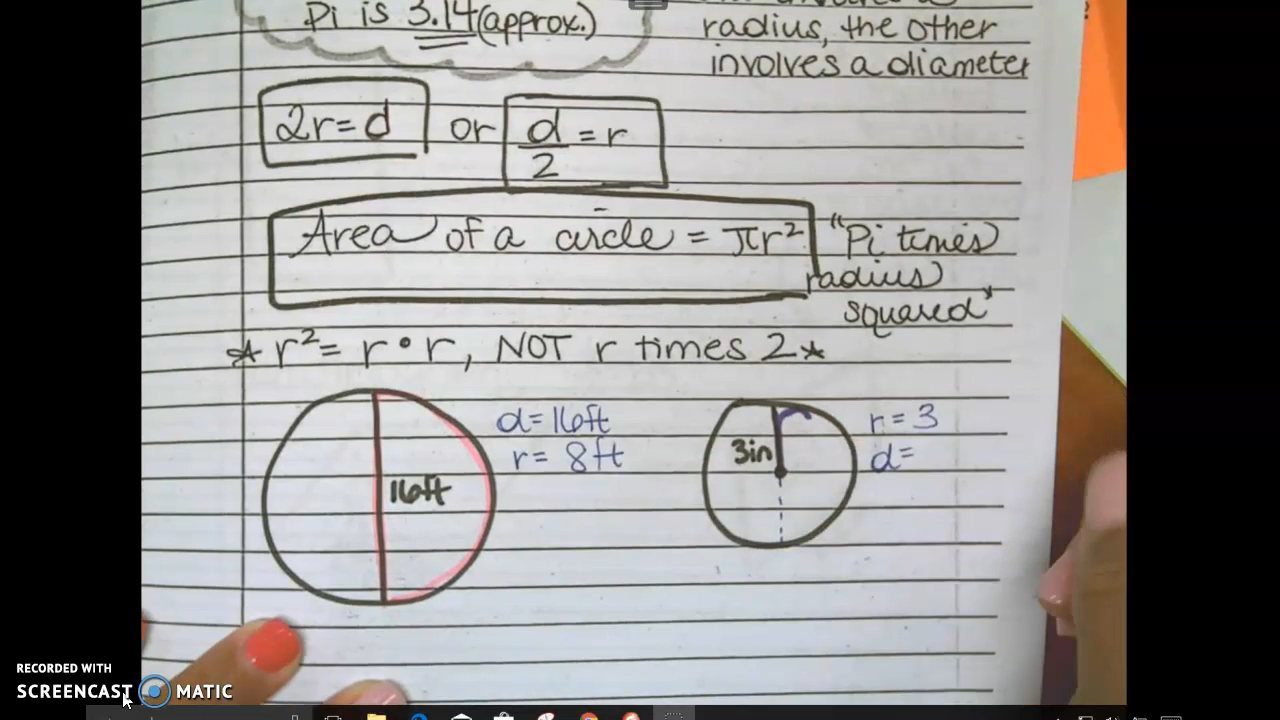 Pi is 3.14 (approx.)
radius, the other
involves a diameter
2r = d or d/2 = r
Area of a circle = πr² "Pi times
radius
squared"
☆ r² = r • r, NOT r times 2 ☆
d = 16ft
r = 8ft
16ft
3in
r = 3
d =
RECORDED WITH
SCREENCAST MATIC